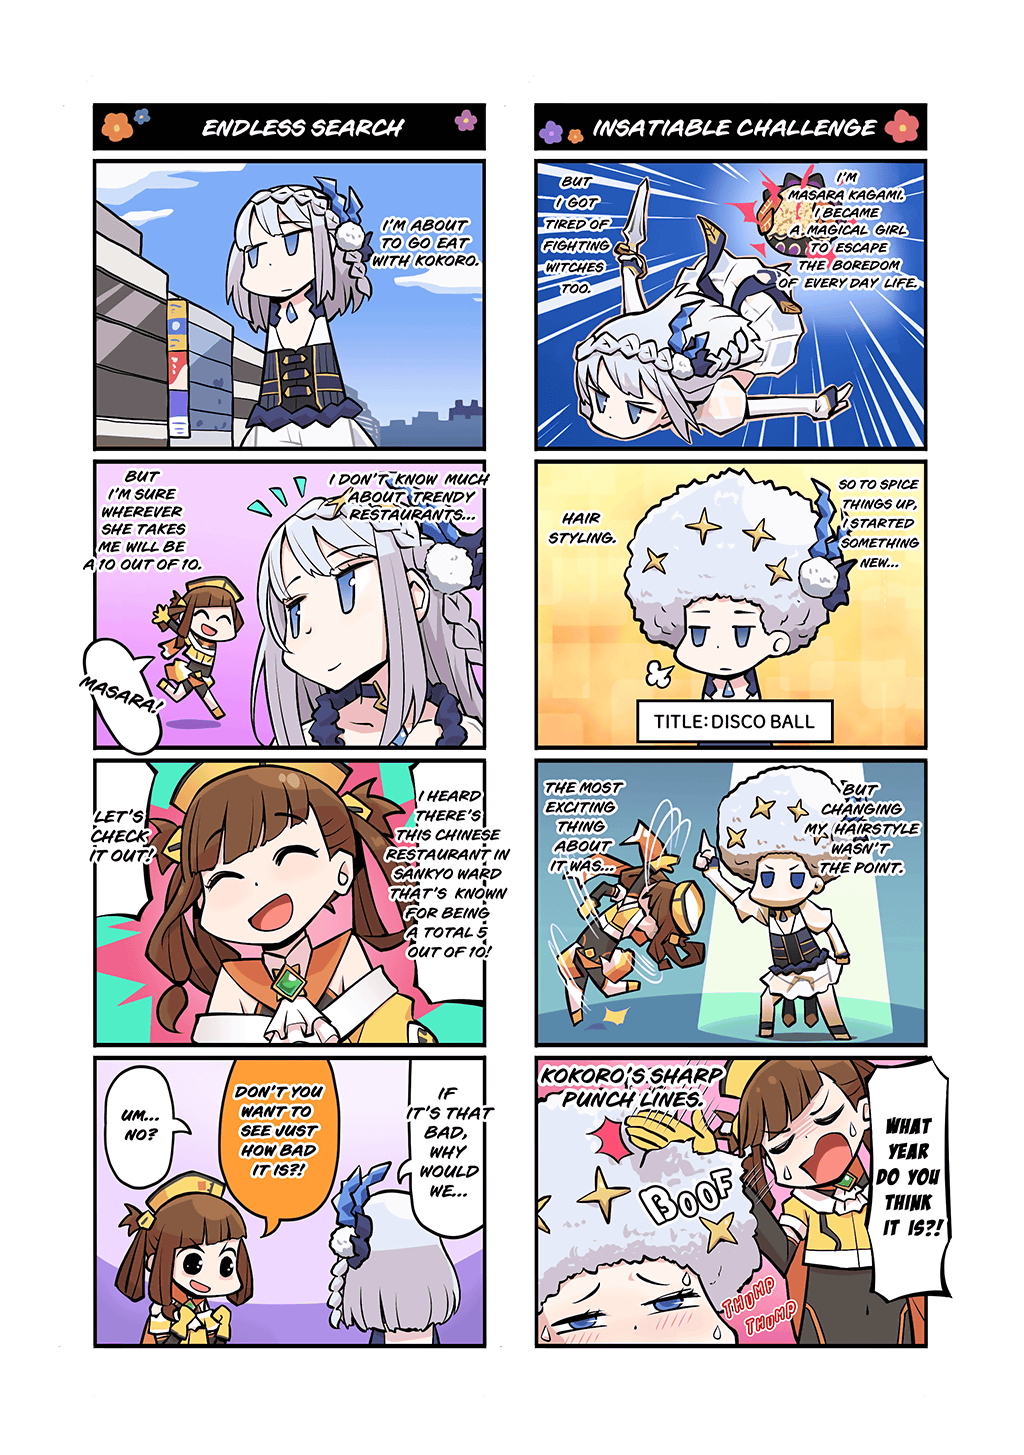 INSATIABLE CHALLENGE
I'M
MASARA KAGAMI.
I BECAME
A MAGICAL GIRL
TO ESCAPE
THE BOREDOM
OF EVERY DAY LIFE.
BUT
I GOT
TIRED OF
FIGHTING
WITCHES
TOO.
SO TO SPICE
THINGS UP,
I STARTED
SOMETHING
NEW...
HAIR
STYLING.
TITLE: DISCO BALL
BUT
CHANGING
MY HAIRSTYLE
WASN'T
THE POINT.
THE MOST
EXCITING
THING
ABOUT
IT WAS...
KOKORO'S SHARP
PUNCH LINES.
WHAT
YEAR
DO YOU
THINK
IT IS?!
BOOF
THUMP
THUMP
ENDLESS SEARCH
I'M ABOUT
TO GO EAT
WITH KOKORO.
I DON'T KNOW MUCH
ABOUT TRENDY
RESTAURANTS...
BUT
I'M SURE
WHEREVER
SHE TAKES
ME WILL BE
A 10 OUT OF 10.
MASARA!
I HEARD
THERE'S
THIS CHINESE
RESTAURANT IN
SANKYO WARD
THAT'S KNOWN
FOR BEING
A TOTAL 5
OUT OF 10!
LET'S
CHECK
IT OUT!
IF
IT'S THAT
BAD,
WHY
WOULD
WE...
DON'T YOU
WANT TO
SEE JUST
HOW BAD
IT IS?!
UM...
NO?